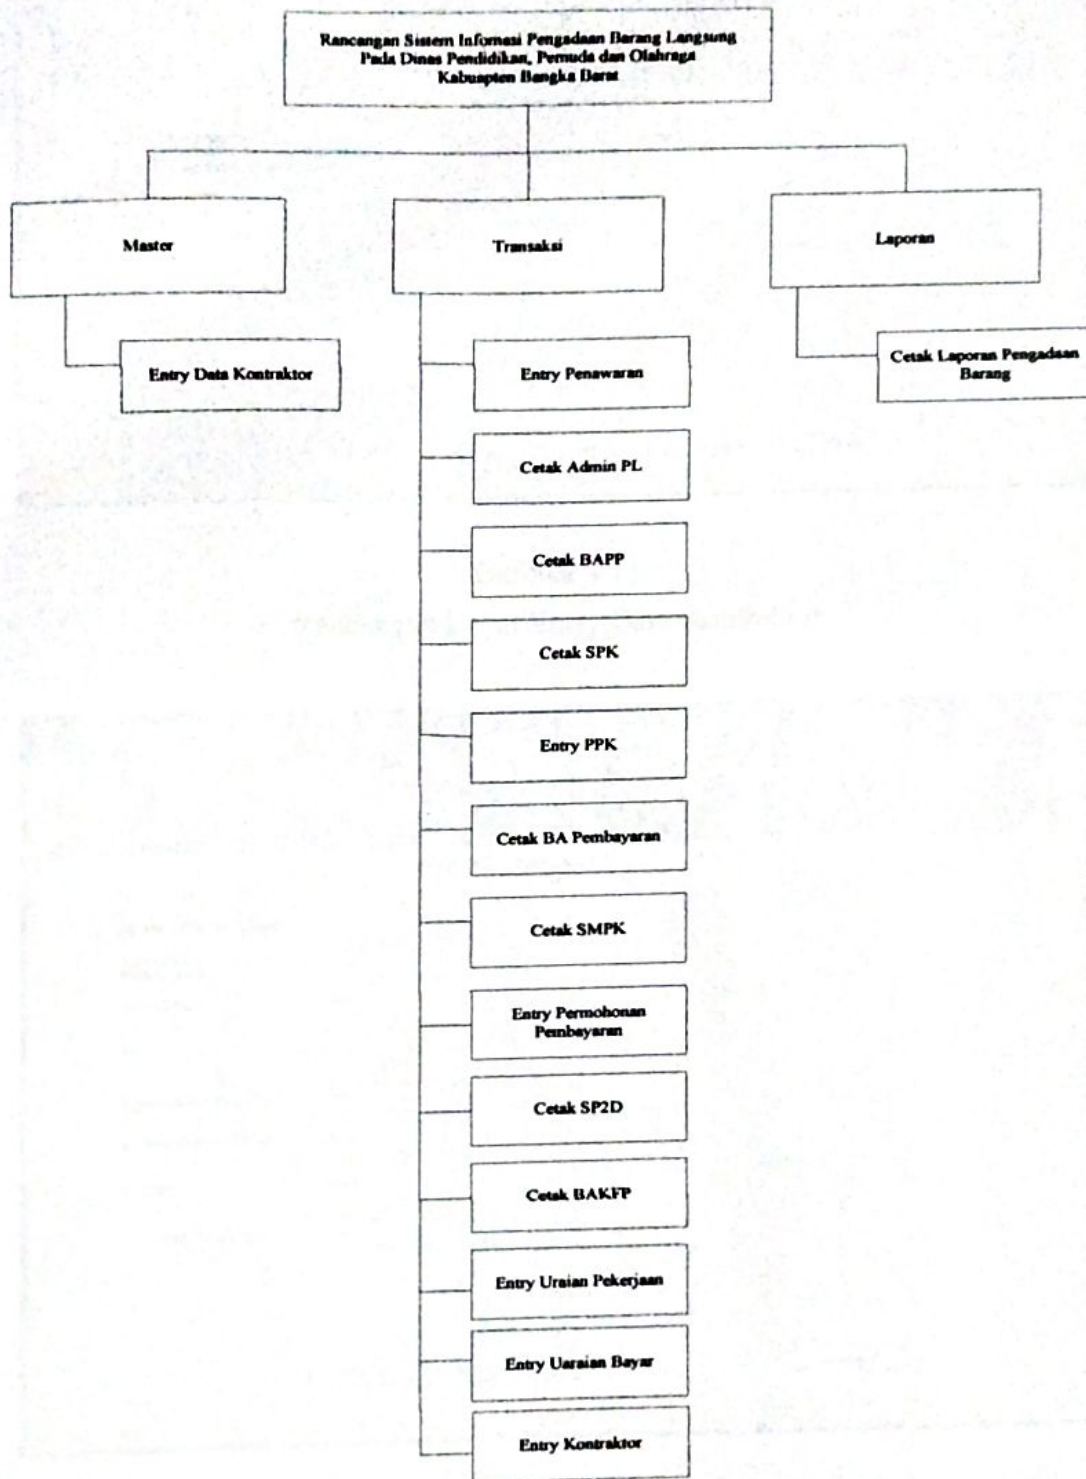 Rancangan Sistem Infomasi Pengadaan Barang Langsung
Pada Dinas Pendidikan, Pemuda dan Olahraga
Kabuapten Bangka Barat
Master
Transaksi
Laporan
Entry Data Kontraktor
Entry Penawaran
Cetak Laporan Pengadaan
Barang
Cetak Admin PL
Cetak BAPP
Cetak SPK
Entry PPK
Cetak BA Pembayaran
Cetak SMPK
Entry Permohonan
Pembayaran
Cetak SP2D
Cetak BAKFP
Entry Uraian Pekerjaan
Entry Uaraian Bayar
Entry Kontraktor